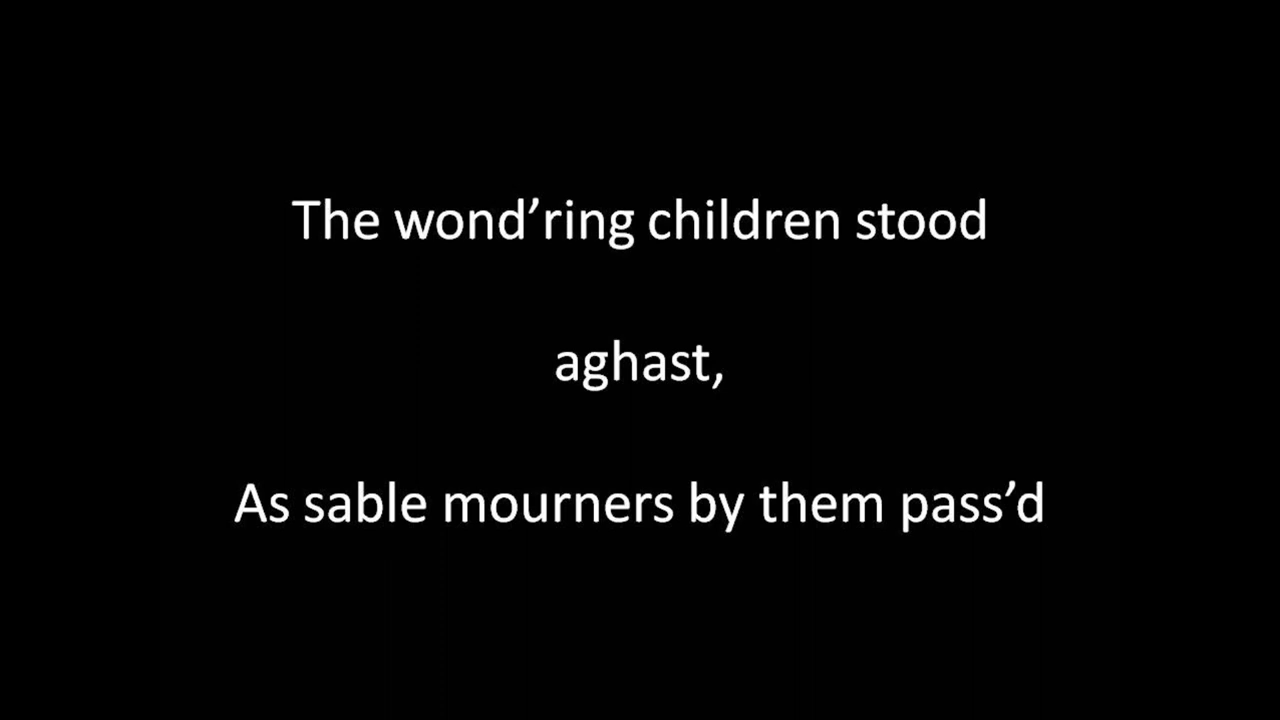 The wond’ring children stood
aghast,
As sable mourners by them pass’d